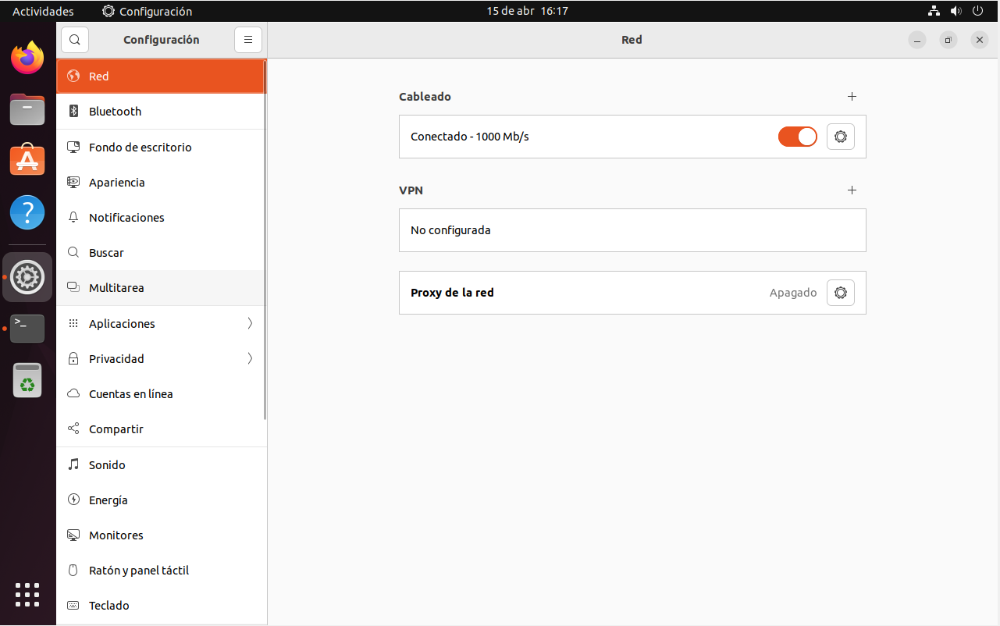 Actividades Configuración 15 de abr 16:17
Configuración Red
Red
Bluetooth
Fondo de escritorio
Apariencia
Notificaciones
Buscar
Multitarea
Aplicaciones
Privacidad
Cuentas en línea
Compartir
Sonido
Energía
Monitores
Ratón y panel táctil
Teclado
Cableado
Conectado - 1000 Mb/s
VPN
No configurada
Proxy de la red Apagado